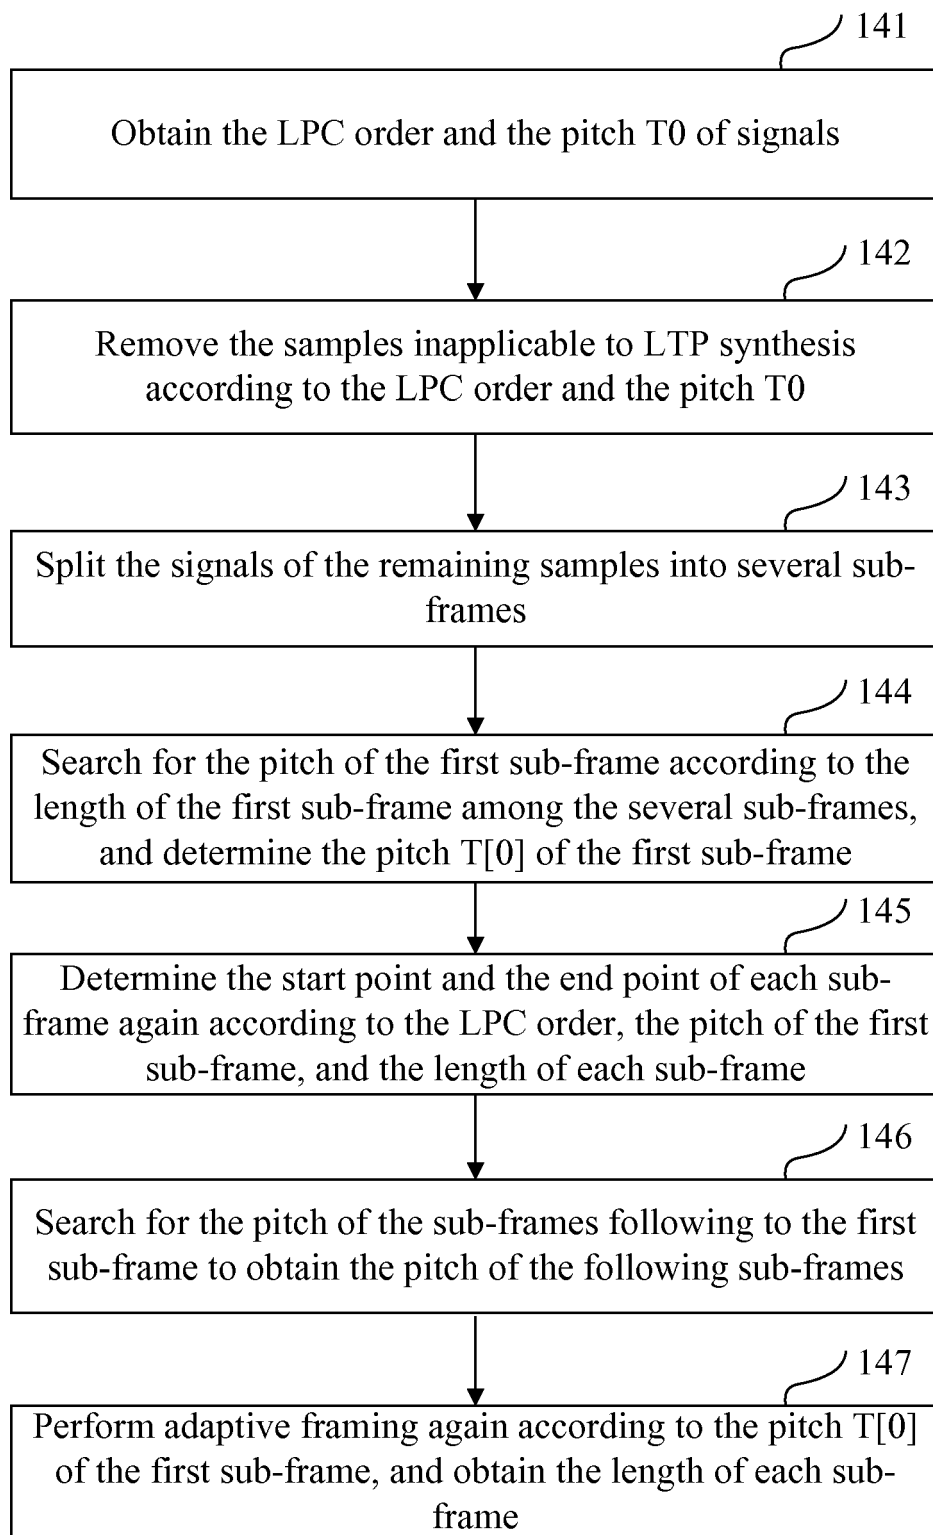 141
Obtain the LPC order and the pitch T0 of signals
142
Remove the samples inapplicable to LTP synthesis
according to the LPC order and the pitch T0
143
Split the signals of the remaining samples into several sub-
frames
144
Search for the pitch of the first sub-frame according to the
length of the first sub-frame among the several sub-frames,
and determine the pitch T[0] of the first sub-frame
145
Determine the start point and the end point of each sub-
frame again according to the LPC order, the pitch of the first
sub-frame, and the length of each sub-frame
146
Search for the pitch of the sub-frames following to the first
sub-frame to obtain the pitch of the following sub-frames
147
Perform adaptive framing again according to the pitch T[0]
of the first sub-frame, and obtain the length of each sub-
frame